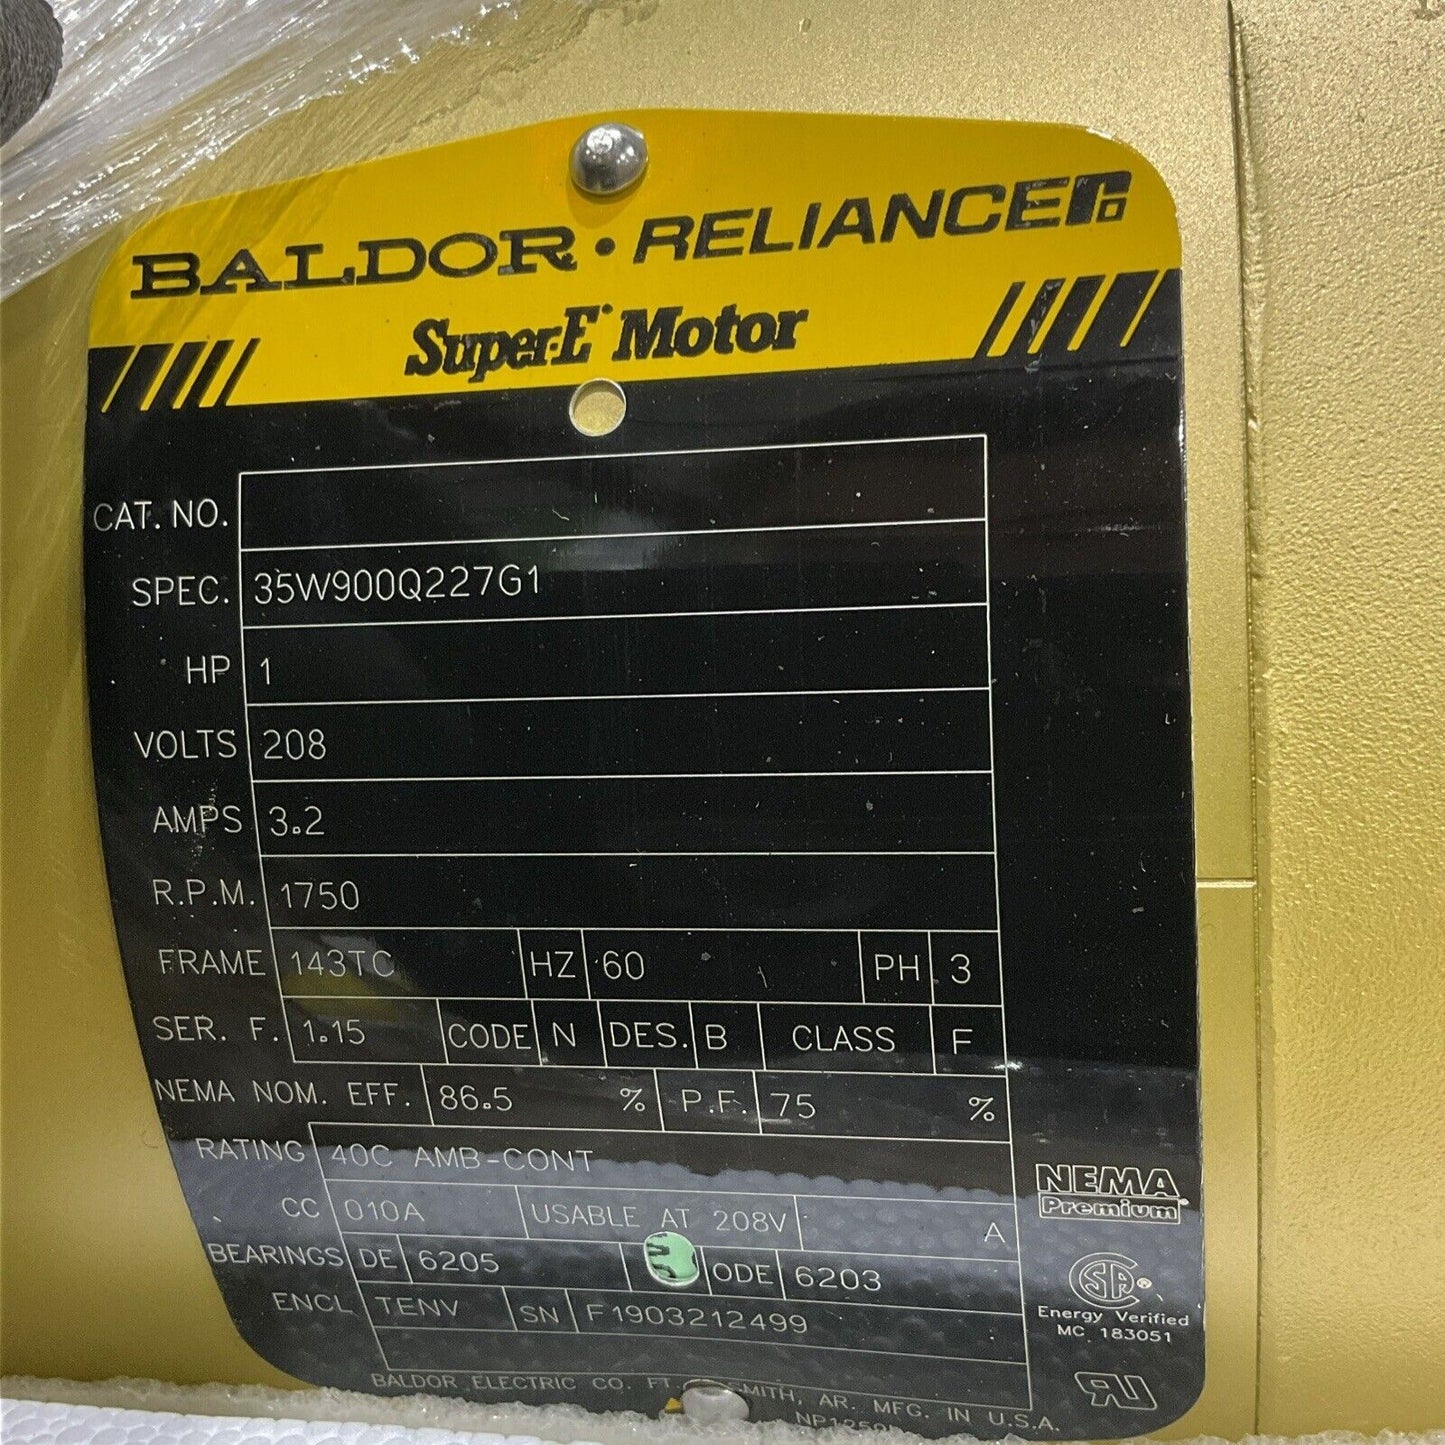 BALDOR • RELIANCE
Super-E Motor
CAT. NO.
SPEC. 35W900Q227G1
HP 1
VOLTS 208
AMPS 3.2
R.P.M. 1750
FRAME 143TC HZ 60 PH 3
SER. F. 1.15 CODE N DES. B CLASS F
NEMA NOM. EFF. 86.5 % P.F. 75 %
RATING 40C AMB-CONT
CC 010A USABLE AT 208V A
BEARINGS DE 6205 ODE 6203
ENCL TENV SN F1903212499
NEMA
Premium
CSA
Energy Verified
MC 183051
BALDOR ELECTRIC CO. FT. SMITH, AR. MFG. IN U.S.A.